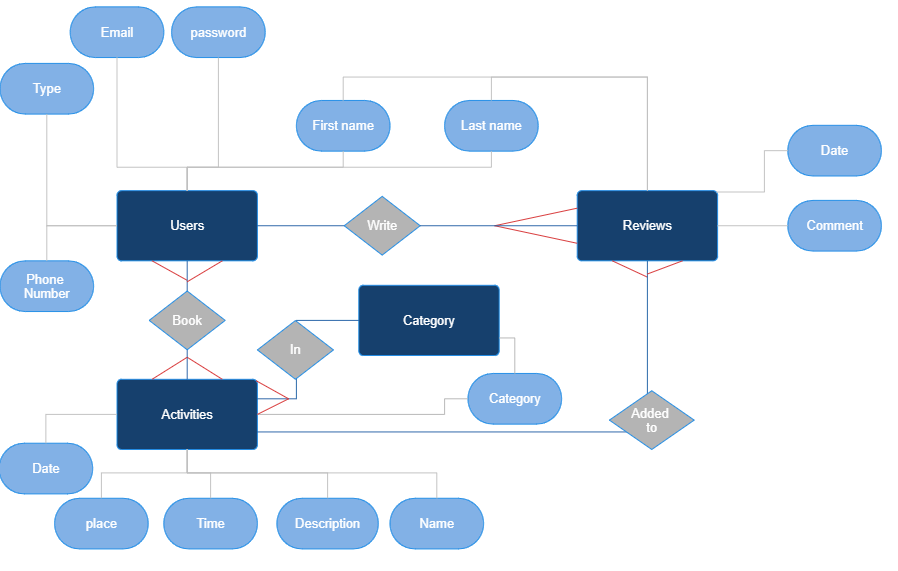 Email
password
Type
First name
Last name
Date
Users
Write
Reviews
Comment
Phone
Number
Book
In
Category
Category
Activities
Added
to
Date
place
Time
Description
Name